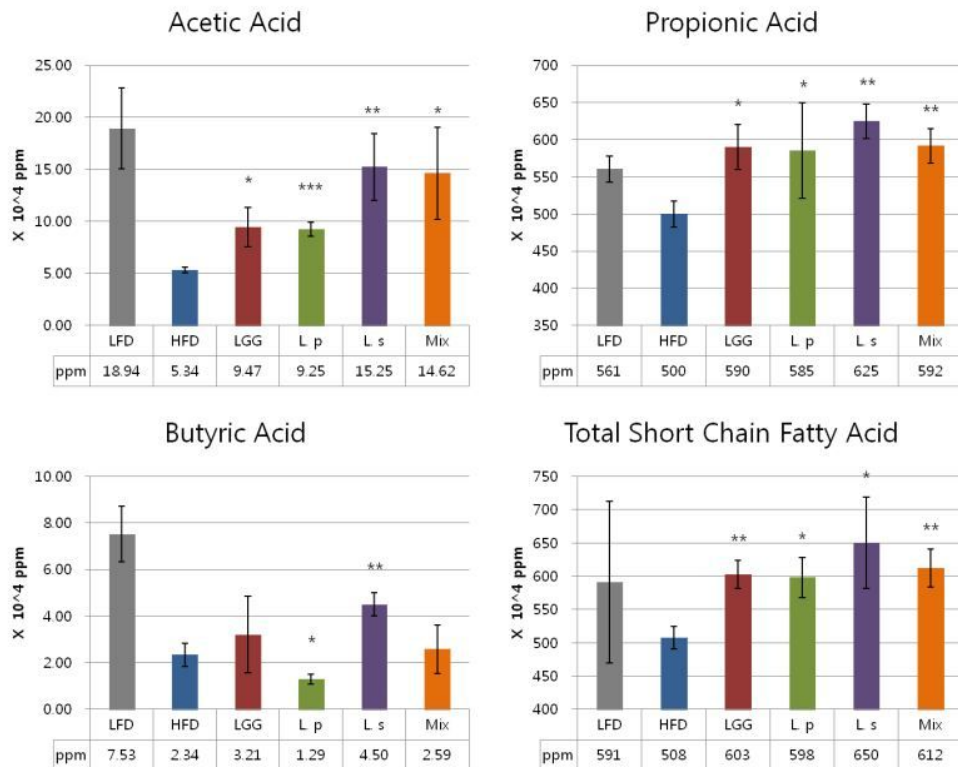 Acetic Acid
X 10^4 ppm
25.00
20.00
15.00
10.00
5.00
0.00
*
***
**
*
LFD HFD LGG L. p L. s Mix
ppm 18.94 5.34 9.47 9.25 15.25 14.62
Propionic Acid
X 10^4 ppm
700
650
600
550
500
450
400
350
*
*
**
**
LFD HFD LGG L. p L. s Mix
ppm 561 500 590 585 625 592
Butyric Acid
X 10^4 ppm
10.00
8.00
6.00
4.00
2.00
0.00
*
**
LFD HFD LGG L. p L. s Mix
ppm 7.53 2.34 3.21 1.29 4.50 2.59
Total Short Chain Fatty Acid
X 10^4 ppm
750
700
650
600
550
500
450
400
**
*
*
**
LFD HFD LGG L. p L. s Mix
ppm 591 508 603 598 650 612